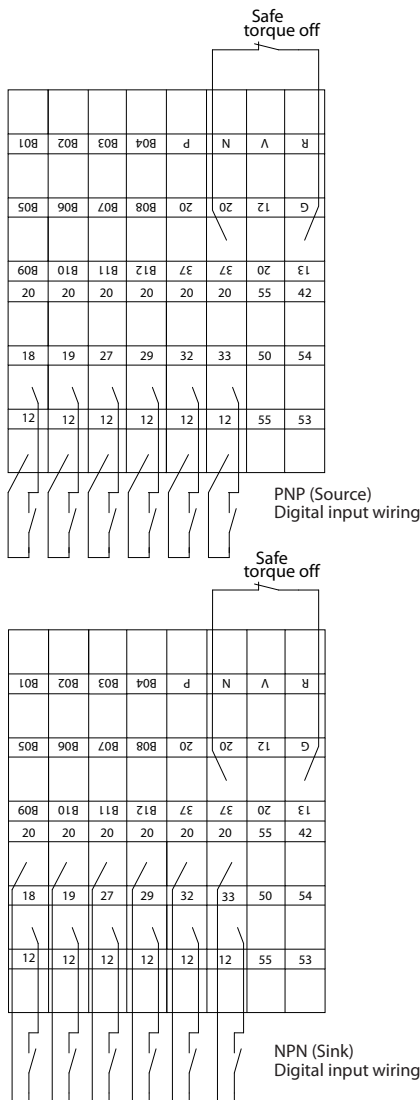 Safe
torque off
B01 B02 B03 B04 P N V R
B05 B06 B07 B08 20 20 12 G
B09 B10 B11 B12 37 37 20 13
20 20 20 20 20 20 55 42
18 19 27 29 32 33 50 54
12 12 12 12 12 12 55 53
PNP (Source)
Digital input wiring
Safe
torque off
B01 B02 B03 B04 P N V R
B05 B06 B07 B08 20 20 12 G
B09 B10 B11 B12 37 37 20 13
20 20 20 20 20 20 55 42
18 19 27 29 32 33 50 54
12 12 12 12 12 12 55 53
NPN (Sink)
Digital input wiring